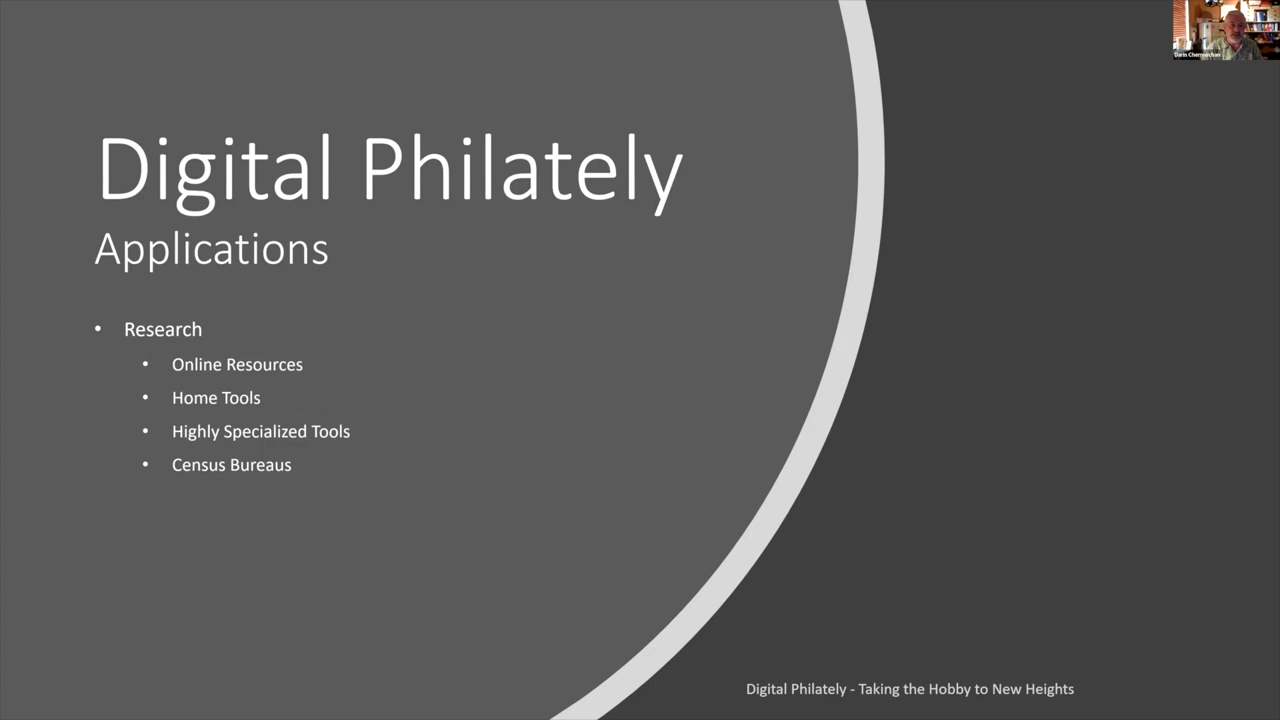 Digital Philately
Applications
• Research
• Online Resources
• Home Tools
• Highly Specialized Tools
• Census Bureaus
Digital Philately - Taking the Hobby to New Heights